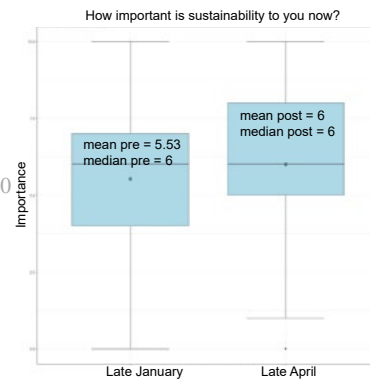 How important is sustainability to you now?
mean pre = 5.53
median pre = 6
mean post = 6
median post = 6
0
Importance
Late January
Late April